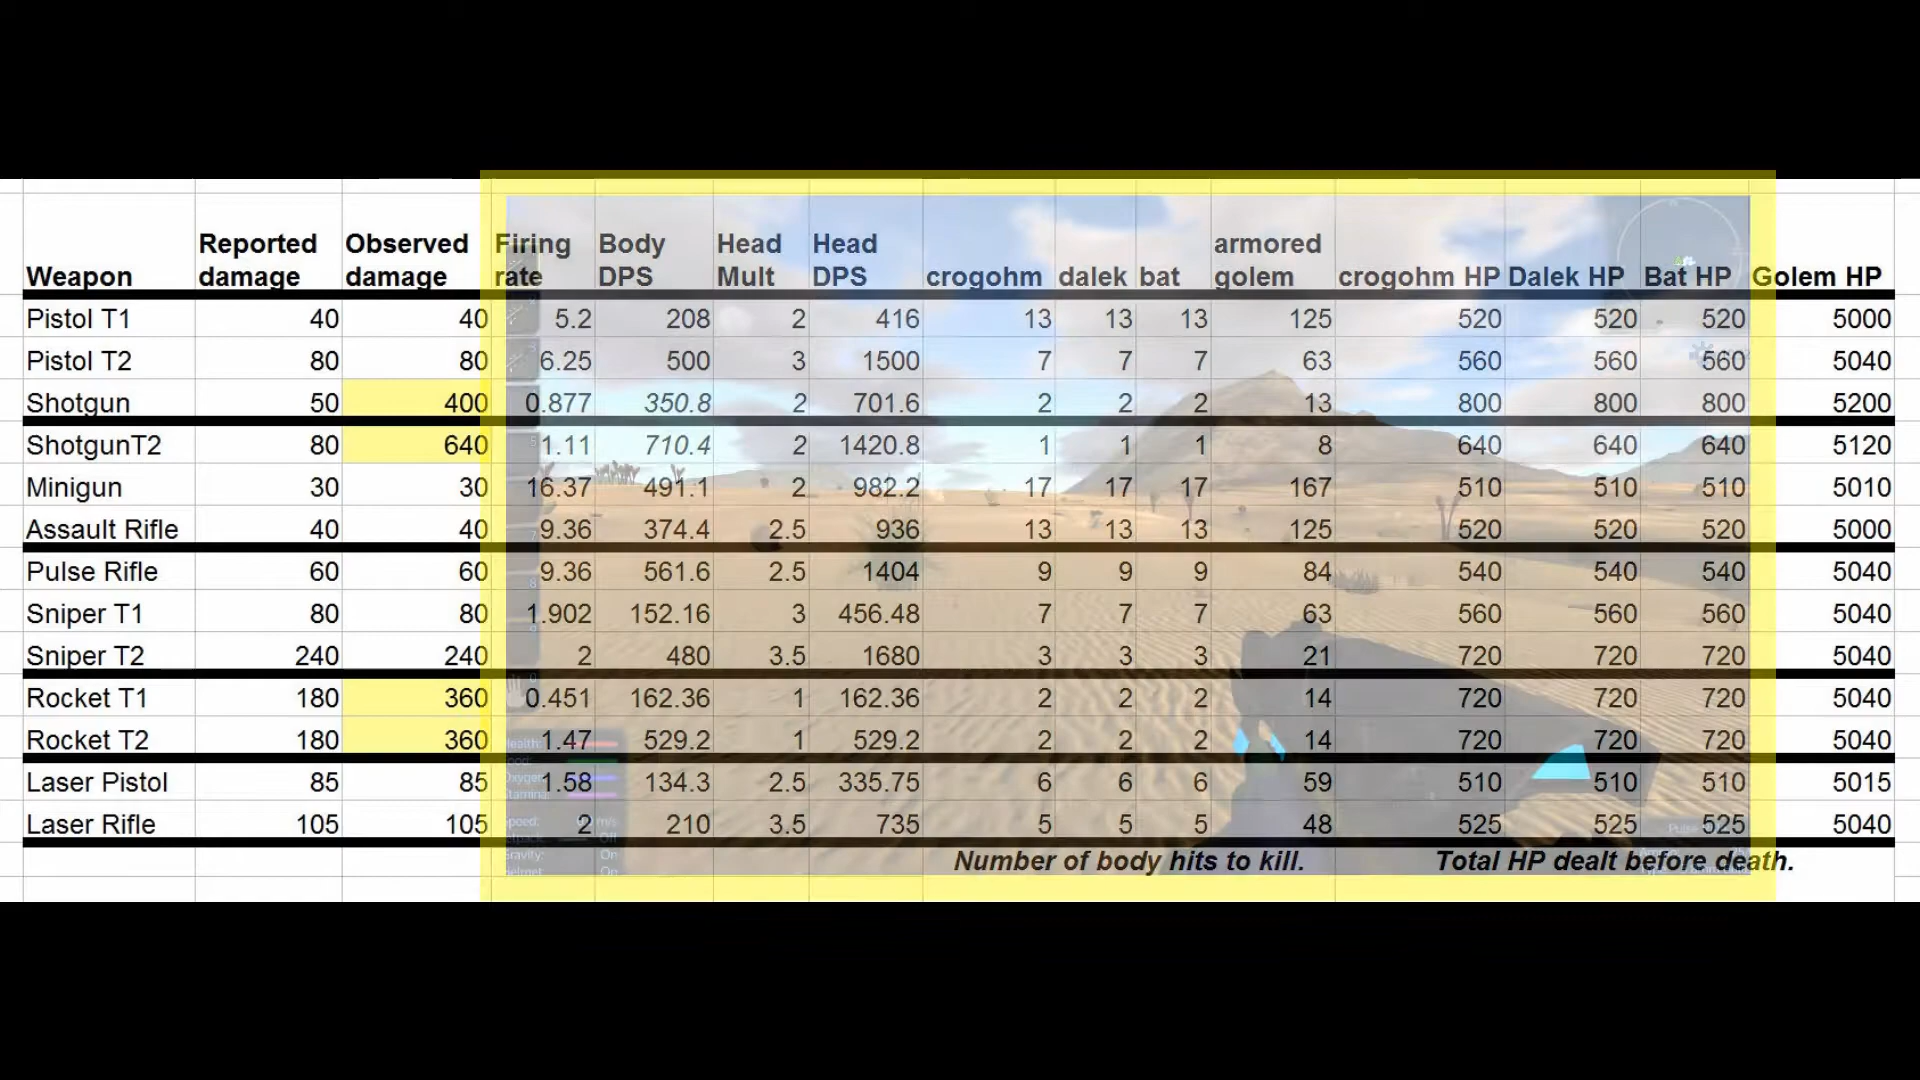 Weapon Reported damage Observed damage Firing rate Body DPS Head Mult Head DPS crogohm dalek bat armored golem crogohm HP Dalek HP Bat HP Golem HP
Pistol T1 40 40 5.2 208 2 416 13 13 13 125 520 520 520 5000
Pistol T2 80 80 6.25 500 3 1500 7 7 7 63 560 560 560 5040
Shotgun 50 400 0.877 350.8 2 701.6 2 2 2 13 800 800 800 5200
ShotgunT2 80 640 1.11 710.4 2 1420.8 1 1 1 8 640 640 640 5120
Minigun 30 30 16.37 491.1 2 982.2 17 17 17 167 510 510 510 5010
Assault Rifle 40 40 9.36 374.4 2.5 936 13 13 13 125 520 520 520 5000
Pulse Rifle 60 60 9.36 561.6 2.5 1404 9 9 9 84 540 540 540 5040
Sniper T1 80 80 1.902 152.16 3 456.48 7 7 7 63 560 560 560 5040
Sniper T2 240 240 2 480 3.5 1680 3 3 3 21 720 720 720 5040
Rocket T1 180 360 0.451 162.36 1 162.36 2 2 2 14 720 720 720 5040
Rocket T2 180 360 1.47 529.2 1 529.2 2 2 2 14 720 720 720 5040
Laser Pistol 85 85 1.58 134.3 2.5 335.75 6 6 6 59 510 510 510 5015
Laser Rifle 105 105 2 210 3.5 735 5 5 5 48 525 525 525 5040
Number of body hits to kill. Total HP dealt before death.